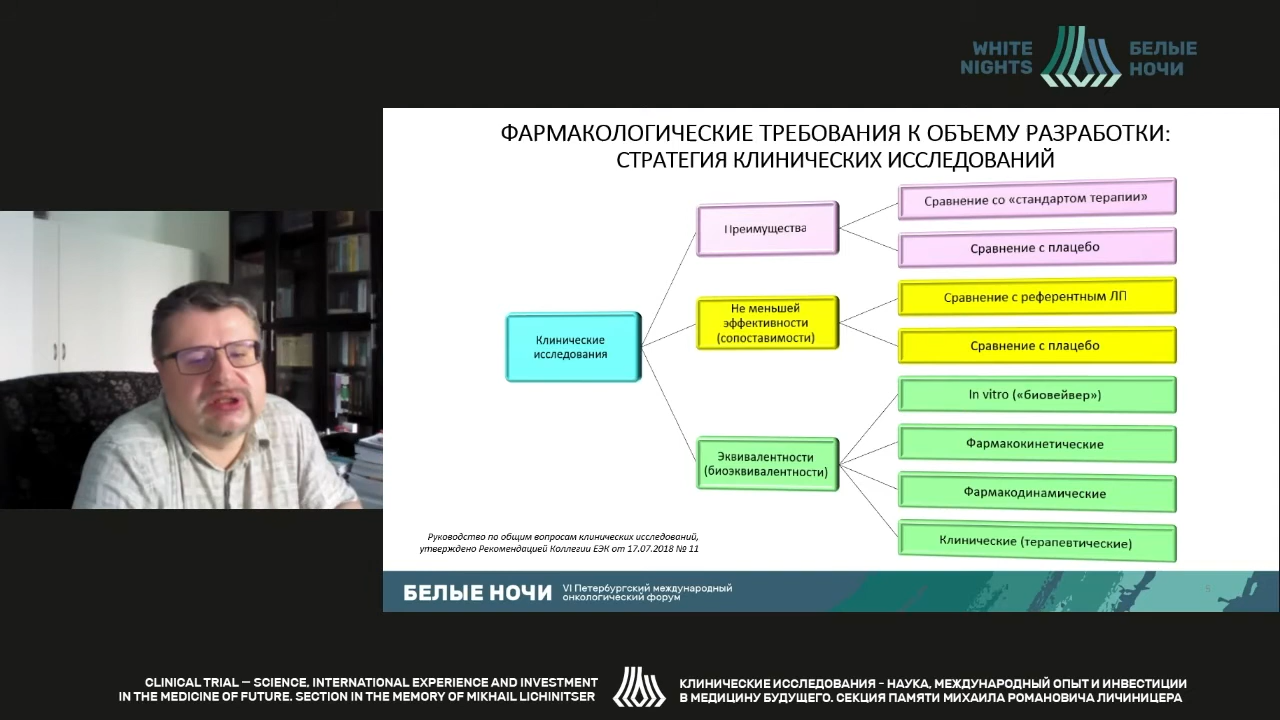 WHITE
NIGHTS
БЕЛЫЕ
НОЧИ
ФАРМАКОЛОГИЧЕСКИЕ ТРЕБОВАНИЯ К ОБЪЕМУ РАЗРАБОТКИ:
СТРАТЕГИЯ КЛИНИЧЕСКИХ ИССЛЕДОВАНИЙ
Клинические
исследования
Преимущества
Сравнение со «стандартом терапии»
Сравнение с плацебо
Не меньшей
эффективности
(сопоставимости)
Сравнение с референтным ЛП
Сравнение с плацебо
Эквивалентности
(биоэквивалентности)
In vitro («биовейвер»)
Фармакокинетические
Фармакодинамические
Клинические (терапевтические)
Руководство по общим вопросам клинических исследований,
утверждено Рекомендацией Коллегии ЕЭК от 17.07.2018 № 11
БЕЛЫЕ НОЧИ
VI Петербургский международный
онкологический форум
5
CLINICAL TRIAL – SCIENCE, INTERNATIONAL EXPERIENCE AND INVESTMENT
IN THE MEDICINE OF FUTURE. SECTION IN THE MEMORY OF MIKHAIL LICHINITSER
КЛИНИЧЕСКИЕ ИССЛЕДОВАНИЯ - НАУКА, МЕЖДУНАРОДНЫЙ ОПЫТ И ИНВЕСТИЦИИ
В МЕДИЦИНУ БУДУЩЕГО. СЕКЦИЯ ПАМЯТИ МИХАИЛА РОМАНОВИЧА ЛИЧИНИЦЕРА